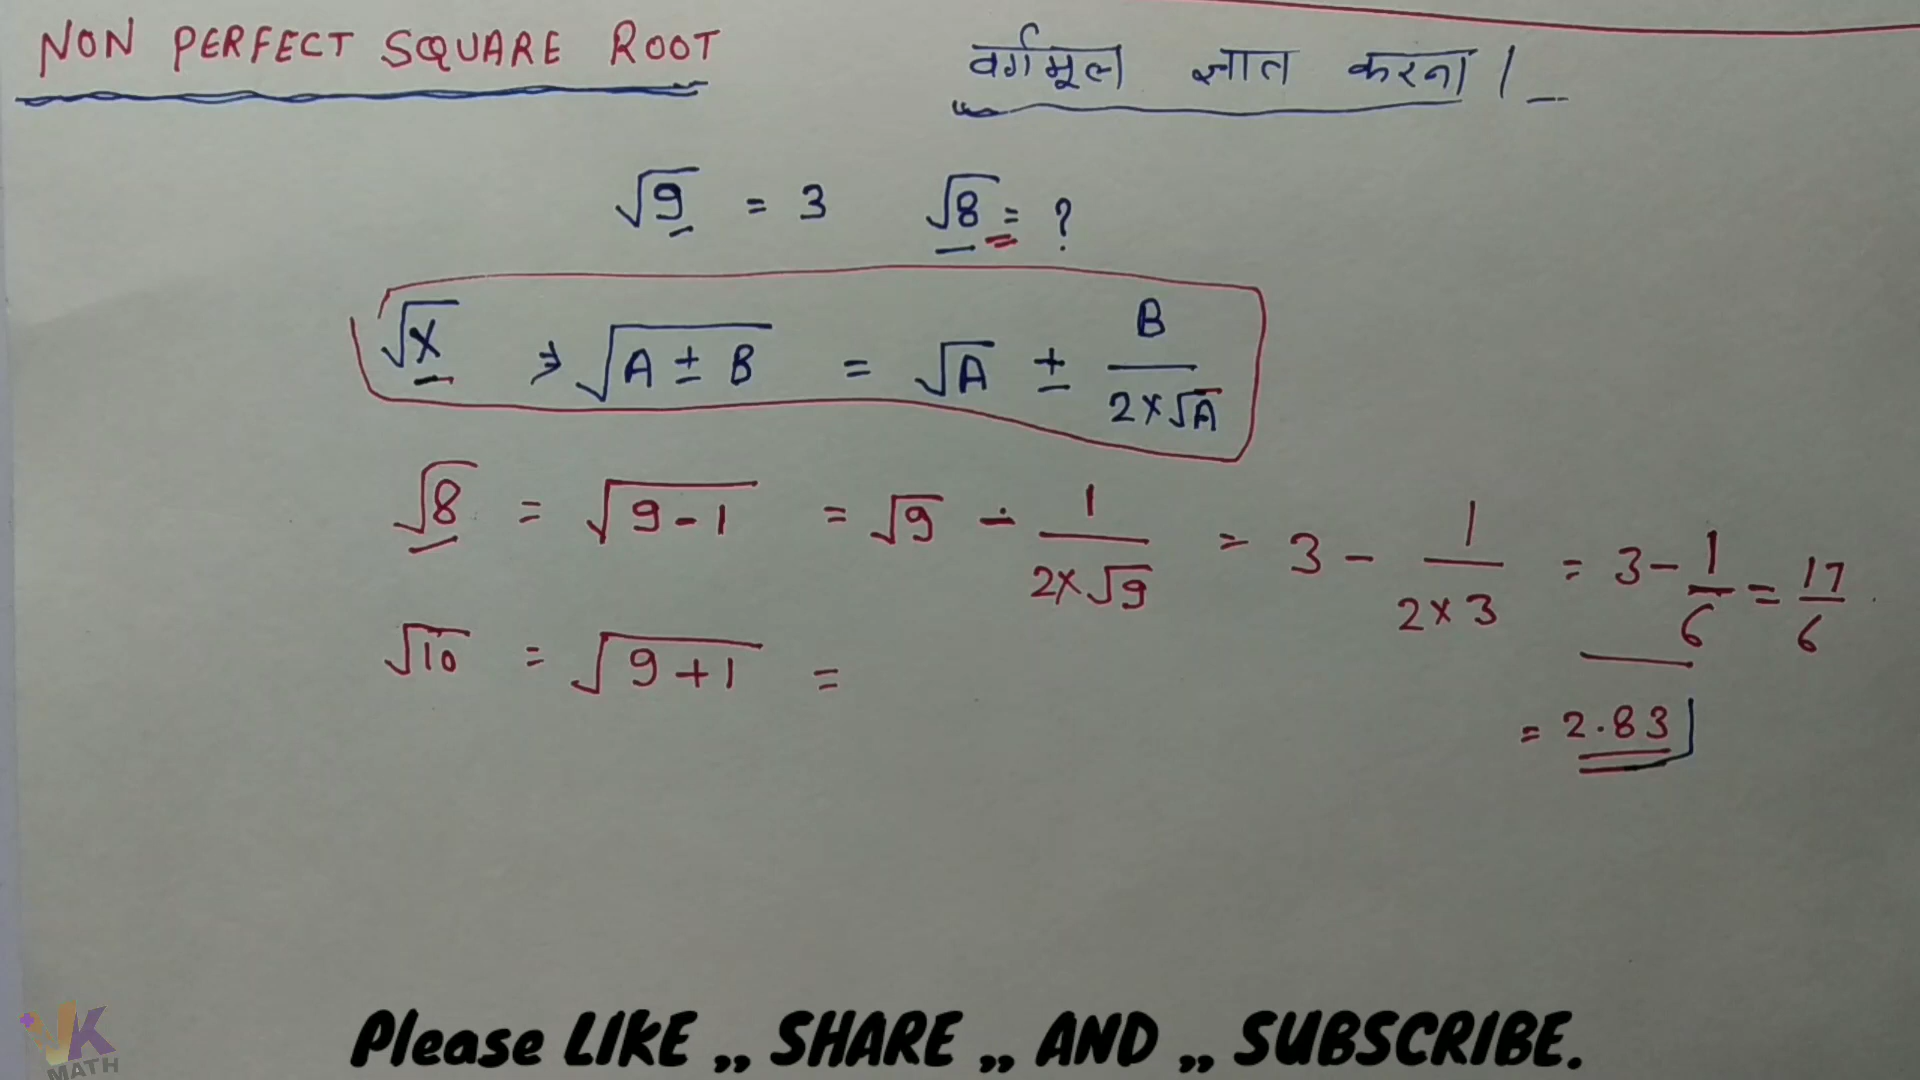 NON PERFECT SQUARE ROOT
वर्गमूल ज्ञात करना।_
√9 = 3 √8 = ?
√X ⇒ √(A ± B) = √A ± B/(2×√A)
√8 = √(9-1) = √9 - 1/(2×√9) = 3 - 1/(2×3) = 3 - 1/6 = 17/6
= 2.83
√10 = √(9+1) =
VK
MATH
Please LIKE ,, SHARE ,, AND ,, SUBSCRIBE.